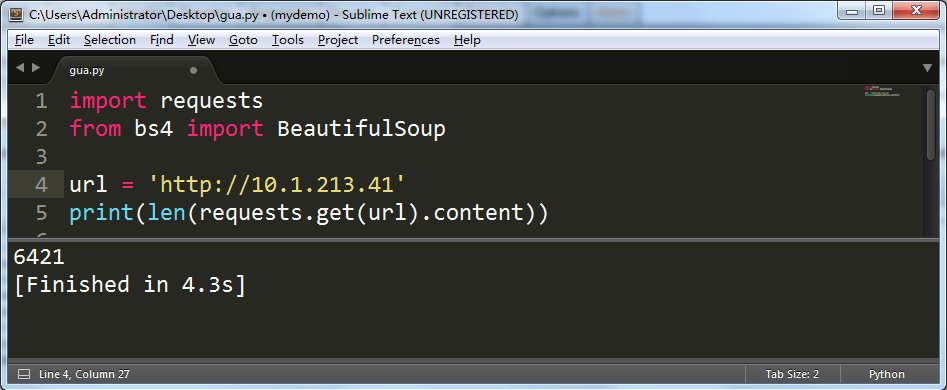 C:\Users\Administrator\Desktop\gua.py • (mydemo) - Sublime Text (UNREGISTERED)
File Edit Selection Find View Goto Tools Project Preferences Help
gua.py
1 import requests
2 from bs4 import BeautifulSoup
3
4 url = 'http://10.1.213.41'
5 print(len(requests.get(url).content))
6421
[Finished in 4.3s]
Line 4, Column 27 Tab Size: 2 Python